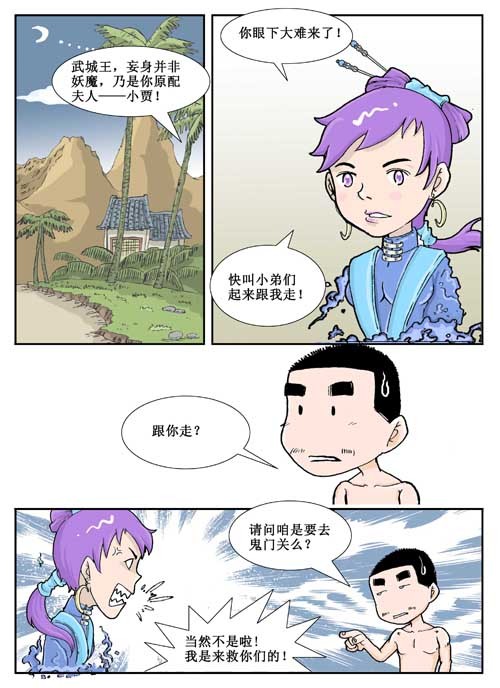 武城王，妄身并非
妖魔，乃是你原配
夫人——小贾！
你眼下大难来了！
快叫小弟们
起来跟我走！
跟你走？
请问咱是要去
鬼门关么？
当然不是啦！
我是来救你们的！